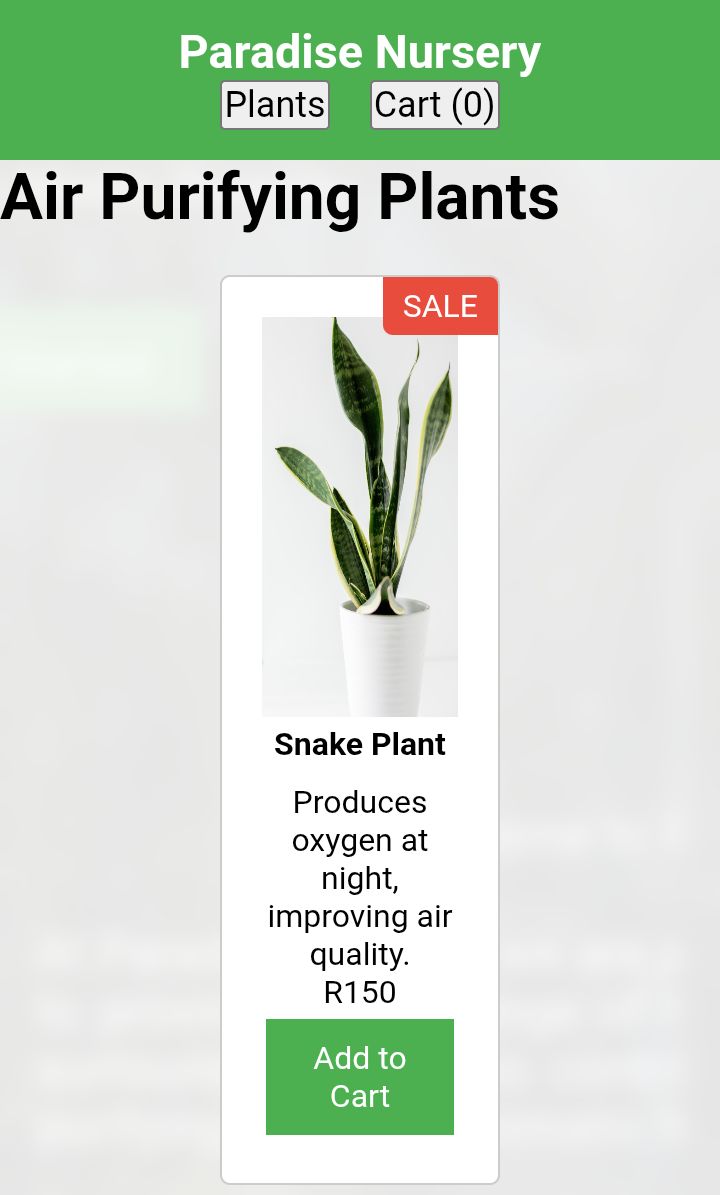 Paradise Nursery
Plants
Cart (0)
Air Purifying Plants
SALE
Snake Plant
Produces
oxygen at
night,
improving air
quality.
R150
Add to
Cart